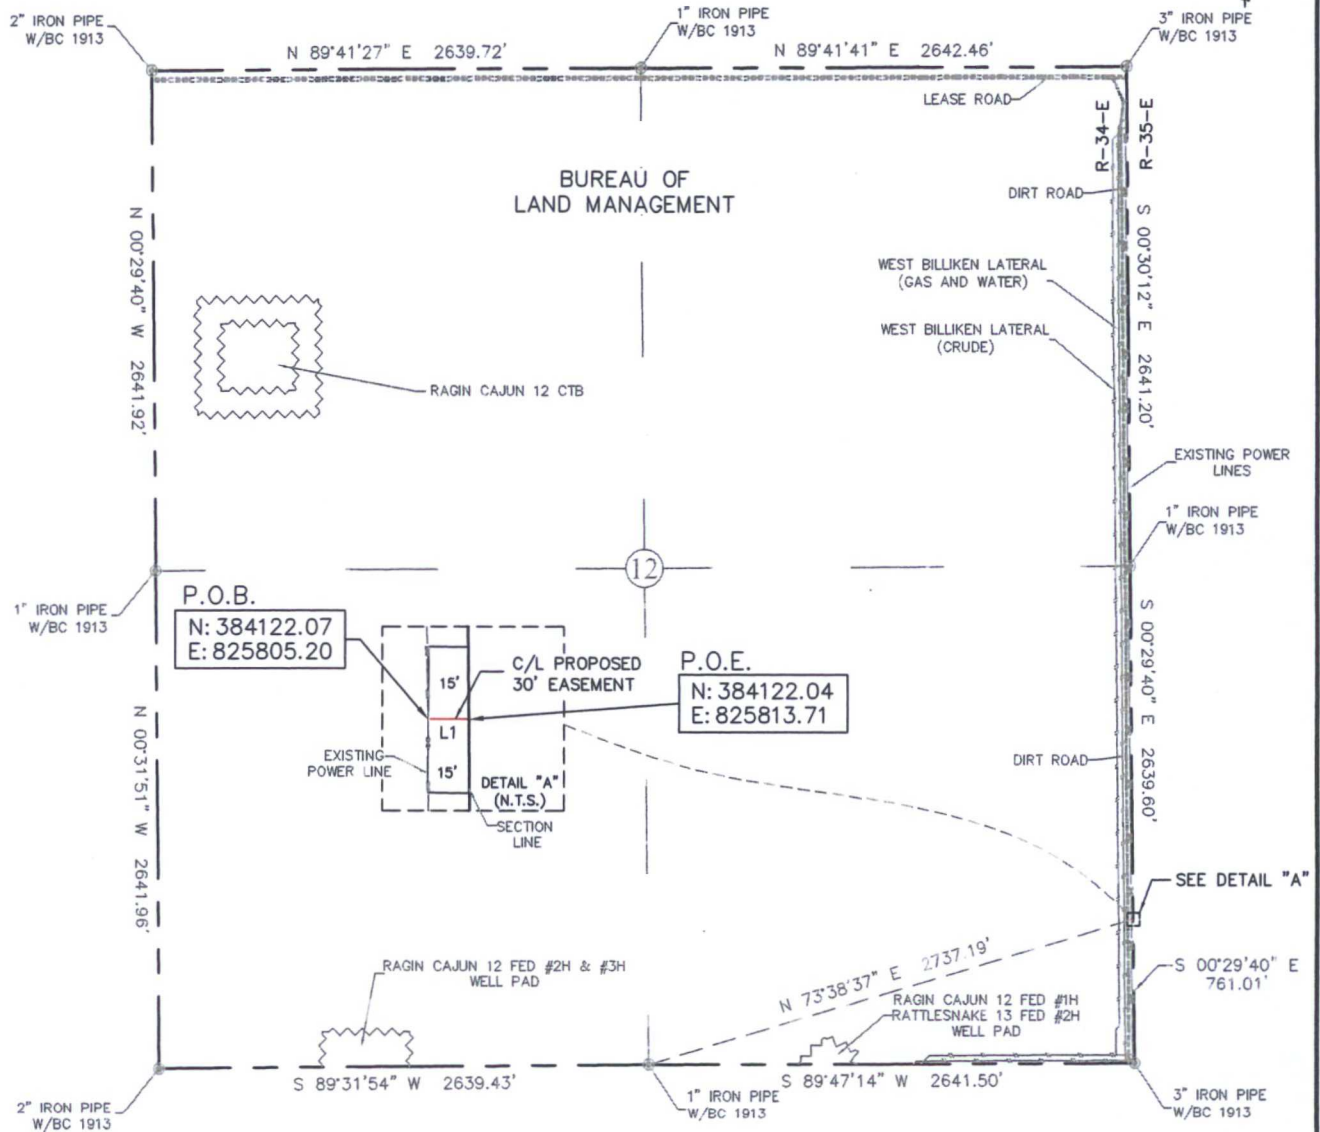 2" IRON PIPE
W/BC 1913
1" IRON PIPE
W/BC 1913
3" IRON PIPE
W/BC 1913
N 89°41'27" E 2639.72'
N 89°41'41" E 2642.46'
LEASE ROAD
R-34-E
R-35-E
BUREAU OF
LAND MANAGEMENT
DIRT ROAD
N 00°29'40" W 2641.92'
S 00°30'12" E 2641.20'
WEST BILLIKEN LATERAL
(GAS AND WATER)
WEST BILLIKEN LATERAL
(CRUDE)
RAGIN CAJUN 12 CTB
EXISTING POWER
LINES
1" IRON PIPE
W/BC 1913
12
1" IRON PIPE
W/BC 1913
P.O.B.
N: 384122.07
E: 825805.20
C/L PROPOSED
30' EASEMENT
15'
L1
15'
P.O.E.
N: 384122.04
E: 825813.71
EXISTING
POWER LINE
DETAIL "A"
(N.T.S.)
SECTION
LINE
S 00°29'40" E 2639.60'
DIRT ROAD
N 00°31'51" W 2641.96'
SEE DETAIL "A"
RAGIN CAJUN 12 FED #2H & #3H
WELL PAD
N 73°38'37" E 2737.19'
S 00°29'40" E
761.01'
RAGIN CAJUN 12 FED #1H
RATTLESNAKE 13 FED #2H
WELL PAD
S 89°31'54" W 2639.43'
S 89°47'14" W 2641.50'
2" IRON PIPE
W/BC 1913
1" IRON PIPE
W/BC 1913
3" IRON PIPE
W/BC 1913